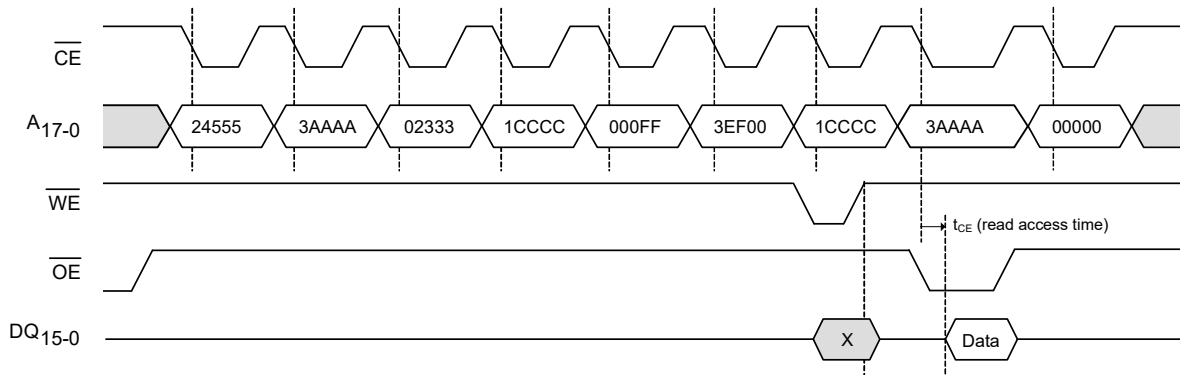 CE
A17-0 24555 3AAAA 02333 1CCCC 000FF 3EF00 1CCCC 3AAAA 00000
WE
tCE (read access time)
OE
DQ15-0 X Data